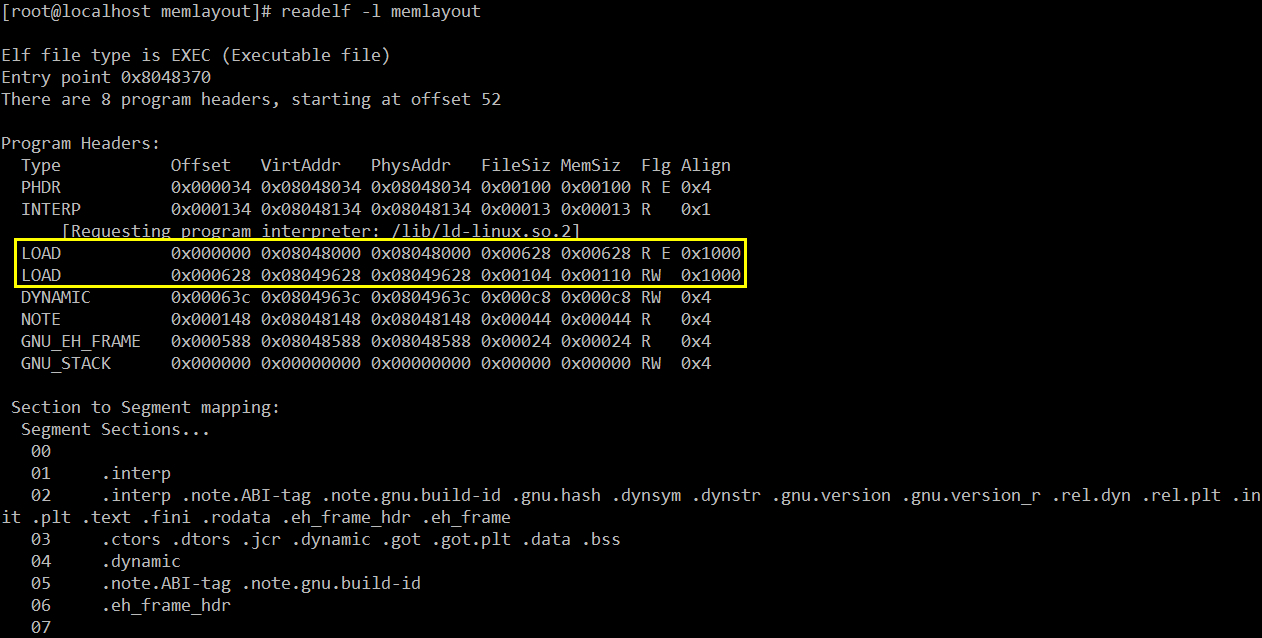 [root@localhost memlayout]# readelf -l memlayout
Elf file type is EXEC (Executable file)
Entry point 0x8048370
There are 8 program headers, starting at offset 52
Program Headers:
  Type           Offset   VirtAddr   PhysAddr   FileSiz MemSiz  Flg Align
  PHDR           0x000034 0x08048034 0x08048034 0x00100 0x00100 R E 0x4
  INTERP         0x000134 0x08048134 0x08048134 0x00013 0x00013 R   0x1
      [Requesting program interpreter: /lib/ld-linux.so.2]
  LOAD           0x000000 0x08048000 0x08048000 0x00628 0x00628 R E 0x1000
  LOAD           0x000628 0x08049628 0x08049628 0x00104 0x00110 RW  0x1000
  DYNAMIC        0x00063c 0x0804963c 0x0804963c 0x000c8 0x000c8 RW  0x4
  NOTE           0x000148 0x08048148 0x08048148 0x00044 0x00044 R   0x4
  GNU_EH_FRAME   0x000588 0x08048588 0x08048588 0x00024 0x00024 R   0x4
  GNU_STACK      0x000000 0x00000000 0x00000000 0x00000 0x00000 RW  0x4
 Section to Segment mapping:
  Segment Sections...
   00
   01     .interp
   02     .interp .note.ABI-tag .note.gnu.build-id .gnu.hash .dynsym .dynstr .gnu.version .gnu.version_r .rel.dyn .rel.plt .in
it .plt .text .fini .rodata .eh_frame_hdr .eh_frame
   03     .ctors .dtors .jcr .dynamic .got .got.plt .data .bss
   04     .dynamic
   05     .note.ABI-tag .note.gnu.build-id
   06     .eh_frame_hdr
   07